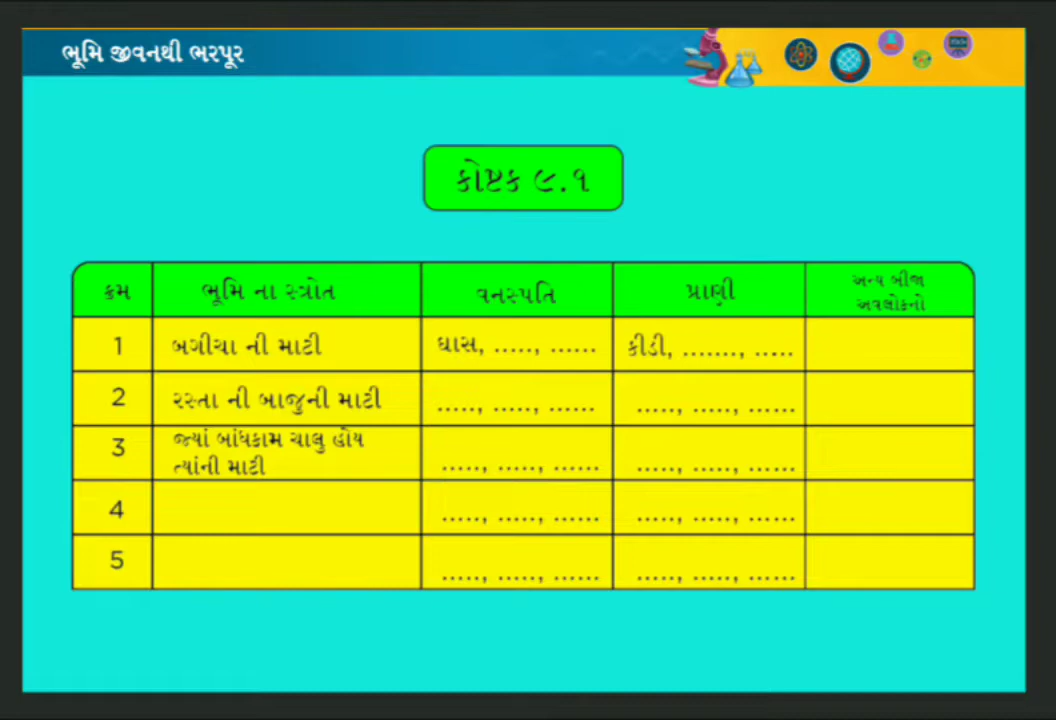 ભૂમિ જીવનથી ભરપૂર
કોષ્ટક ૯.૧
ક્રમ ભૂમિ ના સ્ત્રોત વનસ્પતિ પ્રાણી અન્ય બીજા અવલોકનો
1 બગીચા ની માટી ઘાસ, ....., ...... કીડી, ......., .....
2 રસ્તા ની બાજુની માટી ....., ....., ...... ....., ....., ......
3 જ્યાં બાંધકામ ચાલુ હોય ત્યાંની માટી ....., ....., ...... ....., ....., ......
4 ....., ....., ...... ....., ....., ......
5 ....., ....., ...... ....., ....., ......